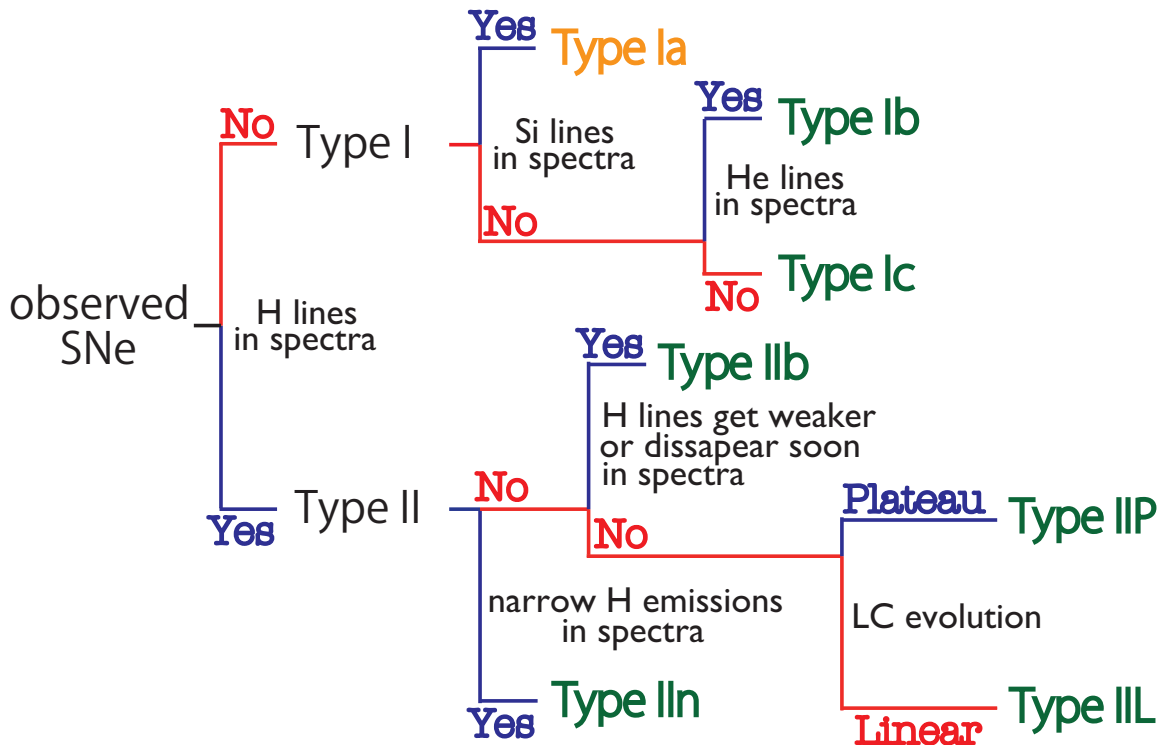 Yes
Type Ia
No
Type I
Si lines
in spectra
Yes
Type Ib
He lines
in spectra
No
Type Ic
No
observed
SNe
H lines
in spectra
Yes
Type IIb
H lines get weaker
or dissapear soon
in spectra
Yes
Type II
No
No
Plateau
Type IIP
narrow H emissions
in spectra
LC evolution
Yes
Type IIn
Linear
Type IIL